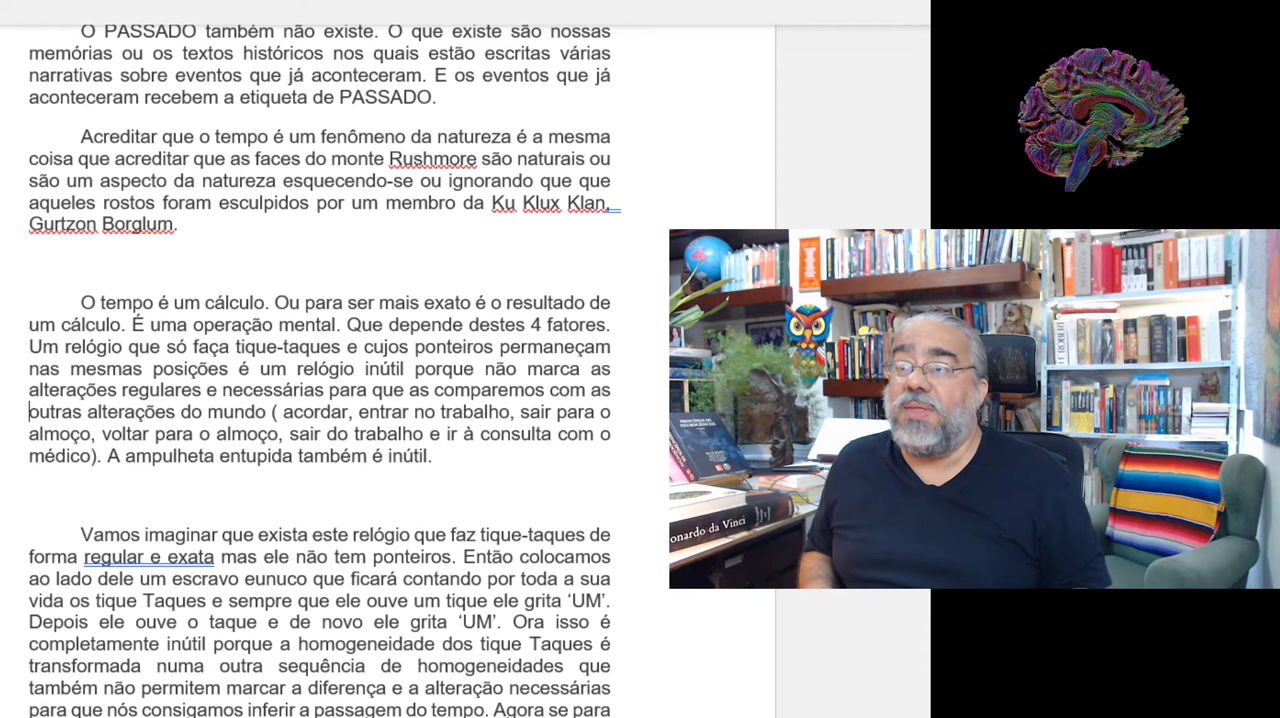 O PASSADO também não existe. O que existe são nossas
memórias ou os textos históricos nos quais estão escritas várias
narrativas sobre eventos que já aconteceram. E os eventos que já
aconteceram recebem a etiqueta de PASSADO.
Acreditar que o tempo é um fenômeno da natureza é a mesma
coisa que acreditar que as faces do monte Rushmore são naturais ou
são um aspecto da natureza esquecendo-se ou ignorando que que
aqueles rostos foram esculpidos por um membro da Ku Klux Klan,
Gurtzon Borglum.
O tempo é um cálculo. Ou para ser mais exato é o resultado de
um cálculo. É uma operação mental. Que depende destes 4 fatores.
Um relógio que só faça tique-taques e cujos ponteiros permaneçam
nas mesmas posições é um relógio inútil porque não marca as
alterações regulares e necessárias para que as comparemos com as
outras alterações do mundo ( acordar, entrar no trabalho, sair para o
almoço, voltar para o almoço, sair do trabalho e ir à consulta com o
médico). A ampulheta entupida também é inútil.
Vamos imaginar que exista este relógio que faz tique-taques de
forma regular e exata mas ele não tem ponteiros. Então colocamos
ao lado dele um escravo eunuco que ficará contando por toda a sua
vida os tique Taques e sempre que ele ouve um tique ele grita ‘UM’.
Depois ele ouve o taque e de novo ele grita ‘UM’. Ora isso é
completamente inútil porque a homogeneidade dos tique Taques é
transformada numa outra sequência de homogeneidades que
também não permitem marcar a diferença e a alteração necessárias
para que nós consigamos inferir a passagem do tempo. Agora se para
onardo da Vinci